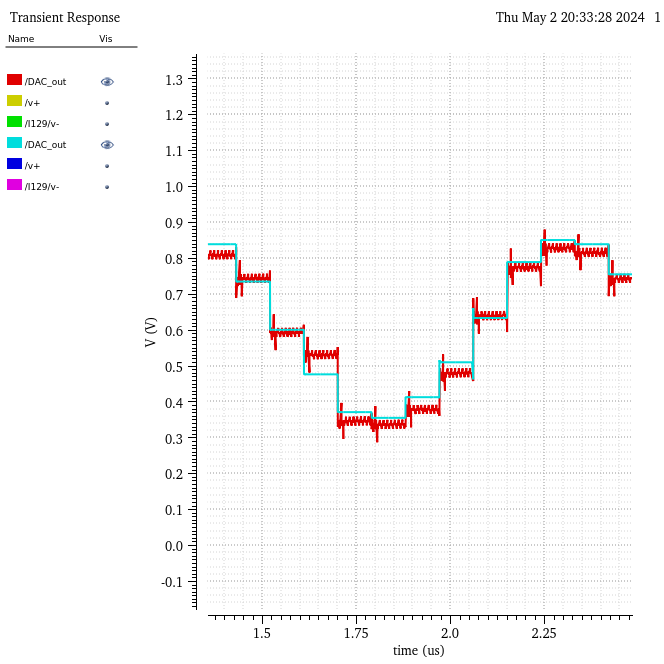 Transient Response
Thu May 2 20:33:28 2024 1
Name Vis
/DAC_out
/v+
/I129/v-
/DAC_out
/v+
/I129/v-
1.3
1.2
1.1
1.0
0.9
0.8
0.7
0.6
0.5
0.4
0.3
0.2
0.1
0.0
-0.1
V (V)
1.5 1.75 2.0 2.25
time (us)